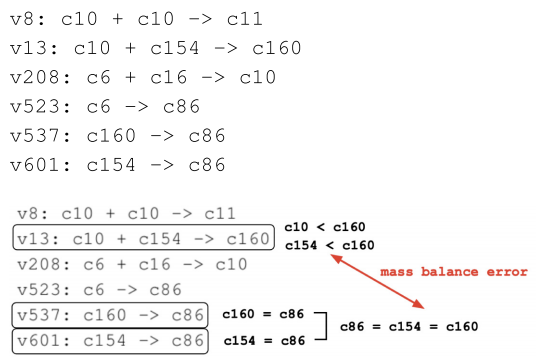 v8: c10 + c10 -> c11
v13: c10 + c154 -> c160
v208: c6 + c16 -> c10
v523: c6 -> c86
v537: c160 -> c86
v601: c154 -> c86
v8: c10 + c10 -> c11
v13: c10 + c154 -> c160
c10 < c160
c154 < c160
v208: c6 + c16 -> c10
mass balance error
v523: c6 -> c86
v537: c160 -> c86
c160 = c86
c86 = c154 = c160
v601: c154 -> c86
c154 = c86